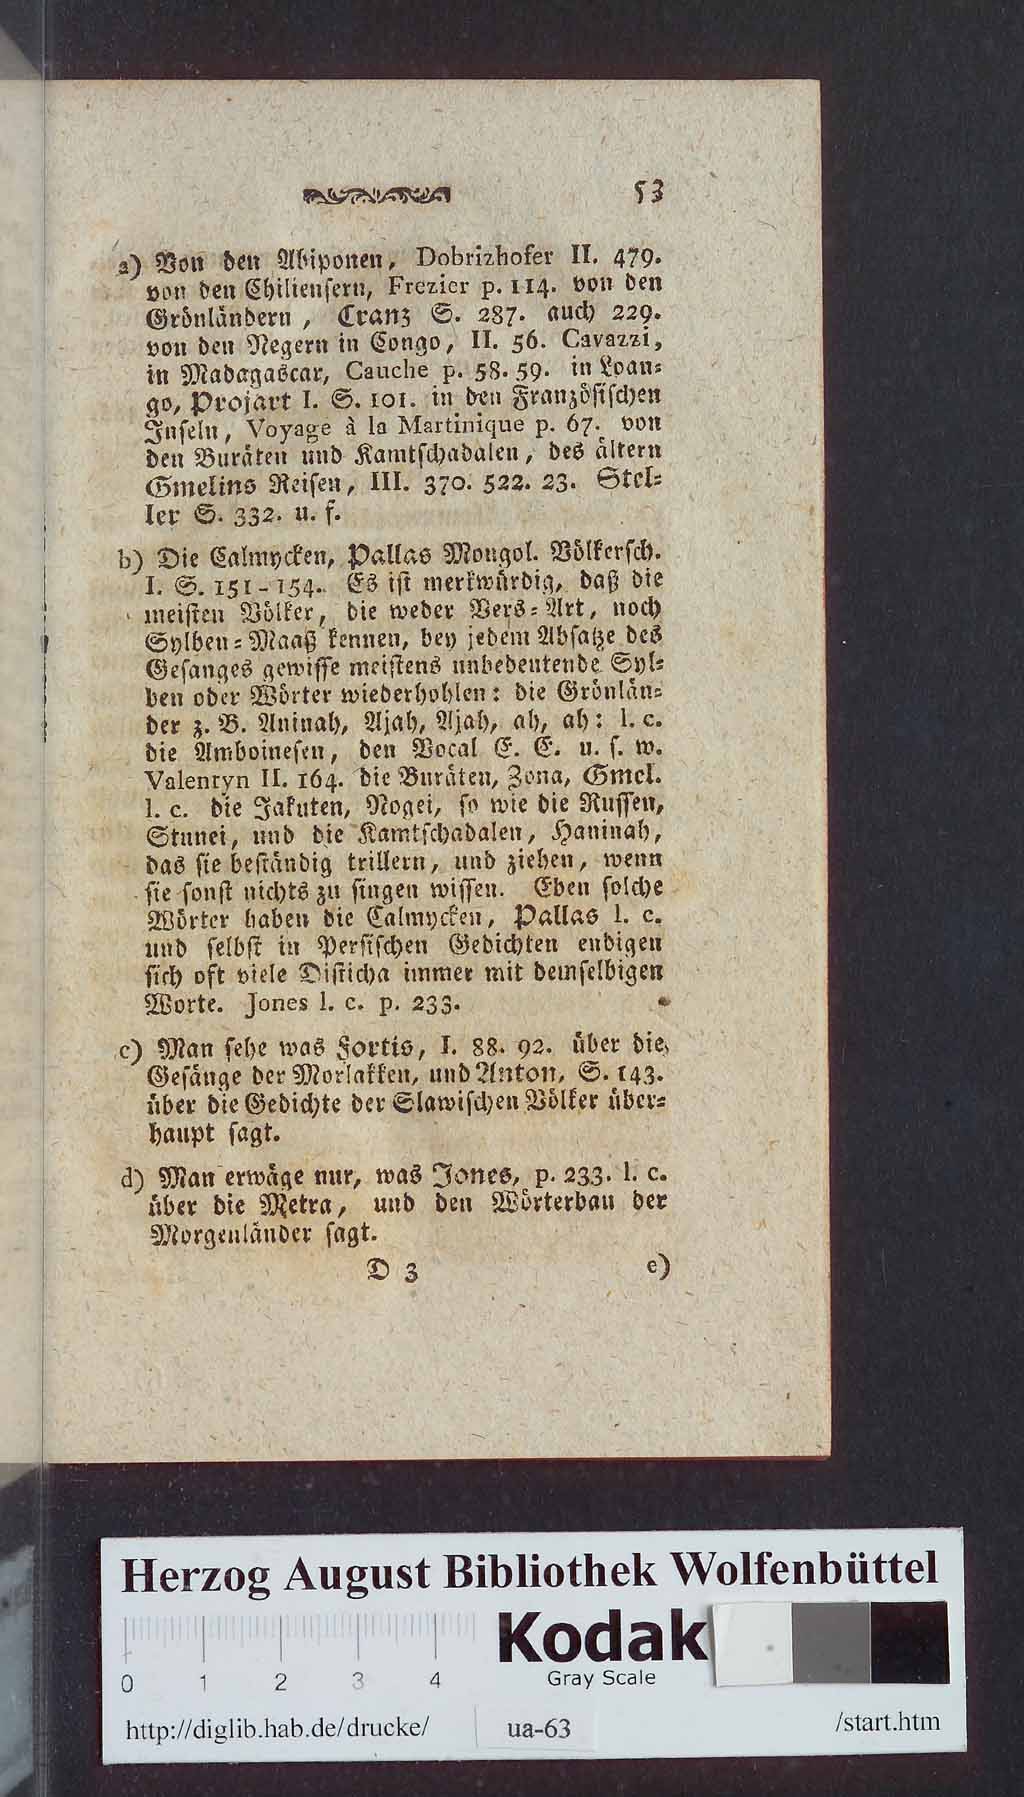 53
a) Von den Abiponen, Dobrizhofer II. 479.
von den Chiliensern, Frezier p. 114. von den
Grönländern, Cranz S. 287. auch 229.
von den Negern in Congo, II. 56. Cavazzi,
in Madagascar, Cauche p. 58. 59. in Loan-
go, Projart I. S. 101. in den Französischen
Inseln, Voyage à la Martinique p. 67. von
den Buräten und Kamtschadalen, des ältern
Gmelins Reisen, III. 370. 522. 23. Stel-
ler S. 332. u. f.
b) Die Calmycken, Pallas Mongol. Völkersch.
I. S. 151-154. Es ist merkwürdig, daß die
meisten Völker, die weder Vers-Art, noch
Sylben-Maaß kennen, bey jedem Absatze des
Gesanges gewisse meistens unbedeutende Syl-
ben oder Wörter wiederhohlen: die Grönlän-
der z. B. Aninah, Ajah, Ajah, ah, ah: l. c.
die Amboinesen, den Vocal E. E. u. s. w.
Valentyn II. 164. die Buräten, Zona, Gmel.
l. c. die Jakuten, Nogei, so wie die Russen,
Stunei, und die Kamtschadalen, Haninah,
das sie beständig trillern, und ziehen, wenn
sie sonst nichts zu singen wissen. Eben solche
Wörter haben die Calmycken, Pallas l. c.
und selbst in Persischen Gedichten endigen
sich oft viele Disticha immer mit demselbigen
Worte. Jones l. c. p. 233.
c) Man sehe was Fortis, I. 88. 92. über die
Gesänge der Morlakken, und Anton, S. 143.
über die Gedichte der Slawischen Völker über-
haupt sagt.
d) Man erwäge nur, was Jones, p. 233. l. c.
über die Metra, und den Wörterbau der
Morgenländer sagt.
D 3 e)
Herzog August Bibliothek Wolfenbüttel
Kodak
Gray Scale
0 1 2 3 4
http://diglib.hab.de/drucke/ ua-63 /start.htm